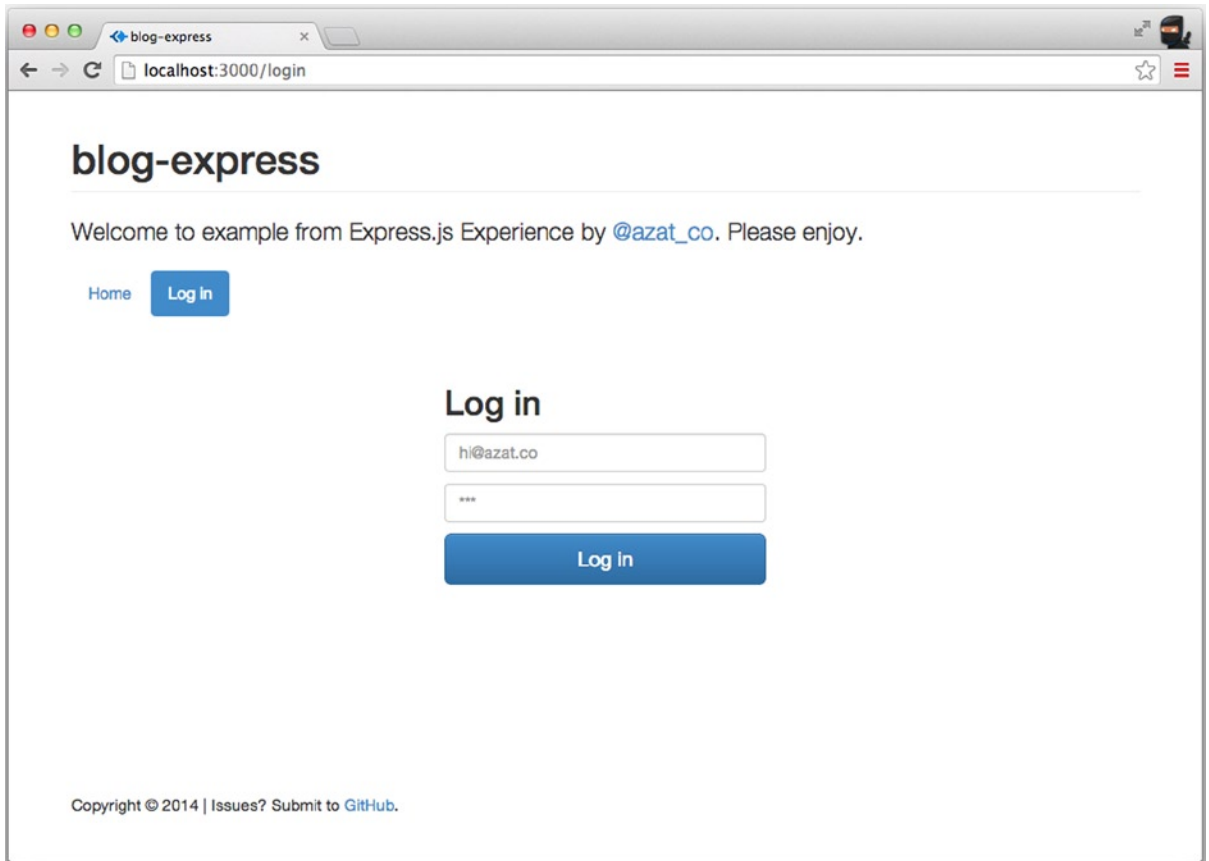 blog-express
localhost:3000/login
blog-express
Welcome to example from Express.js Experience by @azat_co. Please enjoy.
Home
Log in
Log in
hi@azat.co
***
Log in
Copyright © 2014 | Issues? Submit to GitHub.